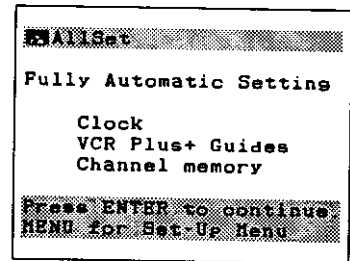 AllSet
Fully Automatic Setting
Clock
VCR Plus+ Guides
Channel memory
Press ENTER to continue,
MENU for Set-Up Menu